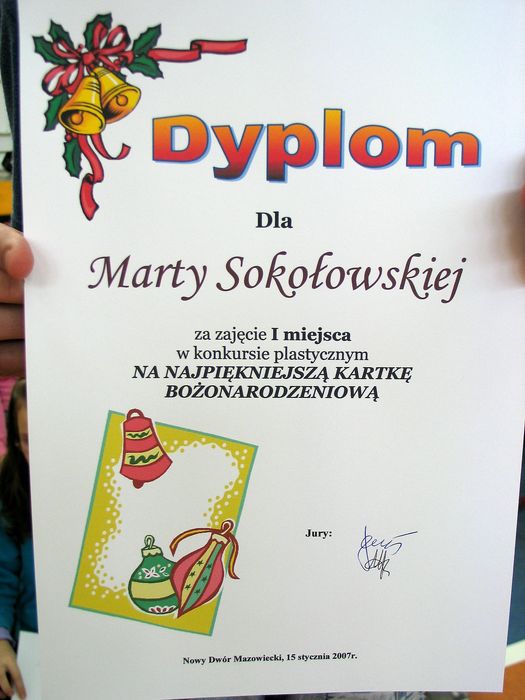 Dyplom
Dla
Marty Sokołowskiej
za zajęcie I miejsca
w konkursie plastycznym
NA NAJPIĘKNIEJSZĄ KARTKĘ
BOŻONARODZENIOWĄ
Jury:
Nowy Dwór Mazowiecki, 15 stycznia 2007r.